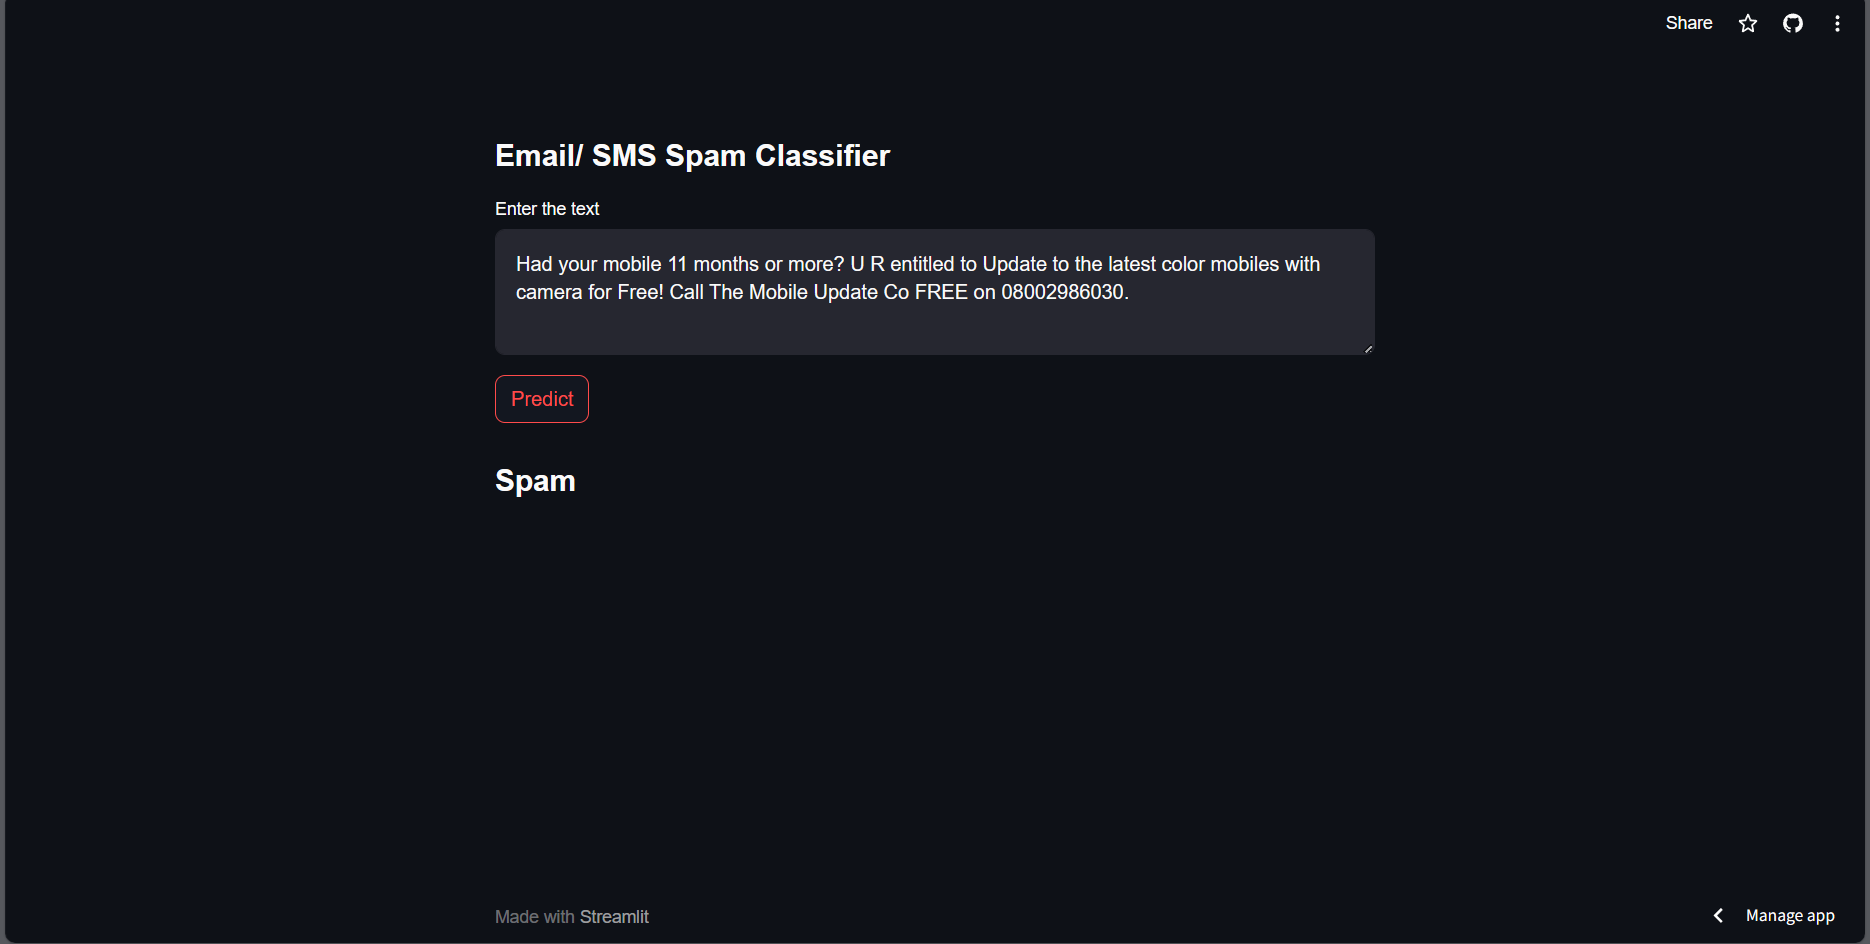 Share
Email/ SMS Spam Classifier
Enter the text
Had your mobile 11 months or more? U R entitled to Update to the latest color mobiles with
camera for Free! Call The Mobile Update Co FREE on 08002986030.
Predict
Spam
Made with Streamlit
Manage app